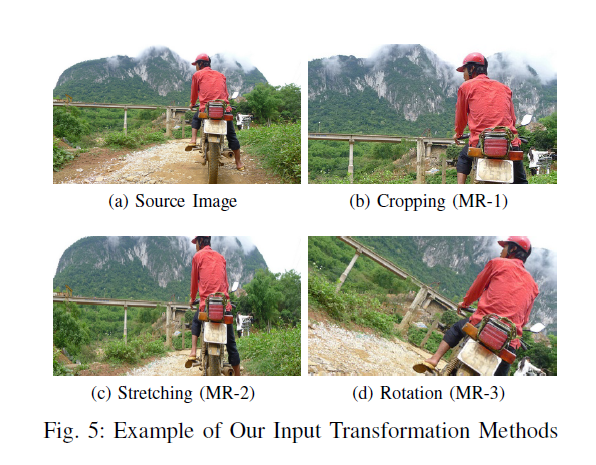 (a) Source Image
(b) Cropping (MR-1)
(c) Stretching (MR-2)
(d) Rotation (MR-3)
Fig. 5: Example of Our Input Transformation Methods